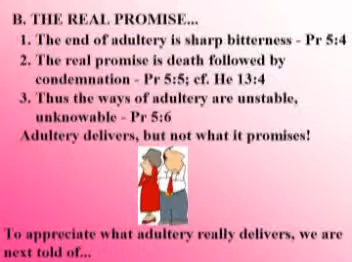 B. THE REAL PROMISE...
1. The end of adultery is sharp bitterness - Pr 5:4
2. The real promise is death followed by
condemnation - Pr 5:5; cf. He 13:4
3. Thus the ways of adultery are unstable,
unknowable - Pr 5:6
Adultery delivers, but not what it promises!
To appreciate what adultery really delivers, we are
next told of...